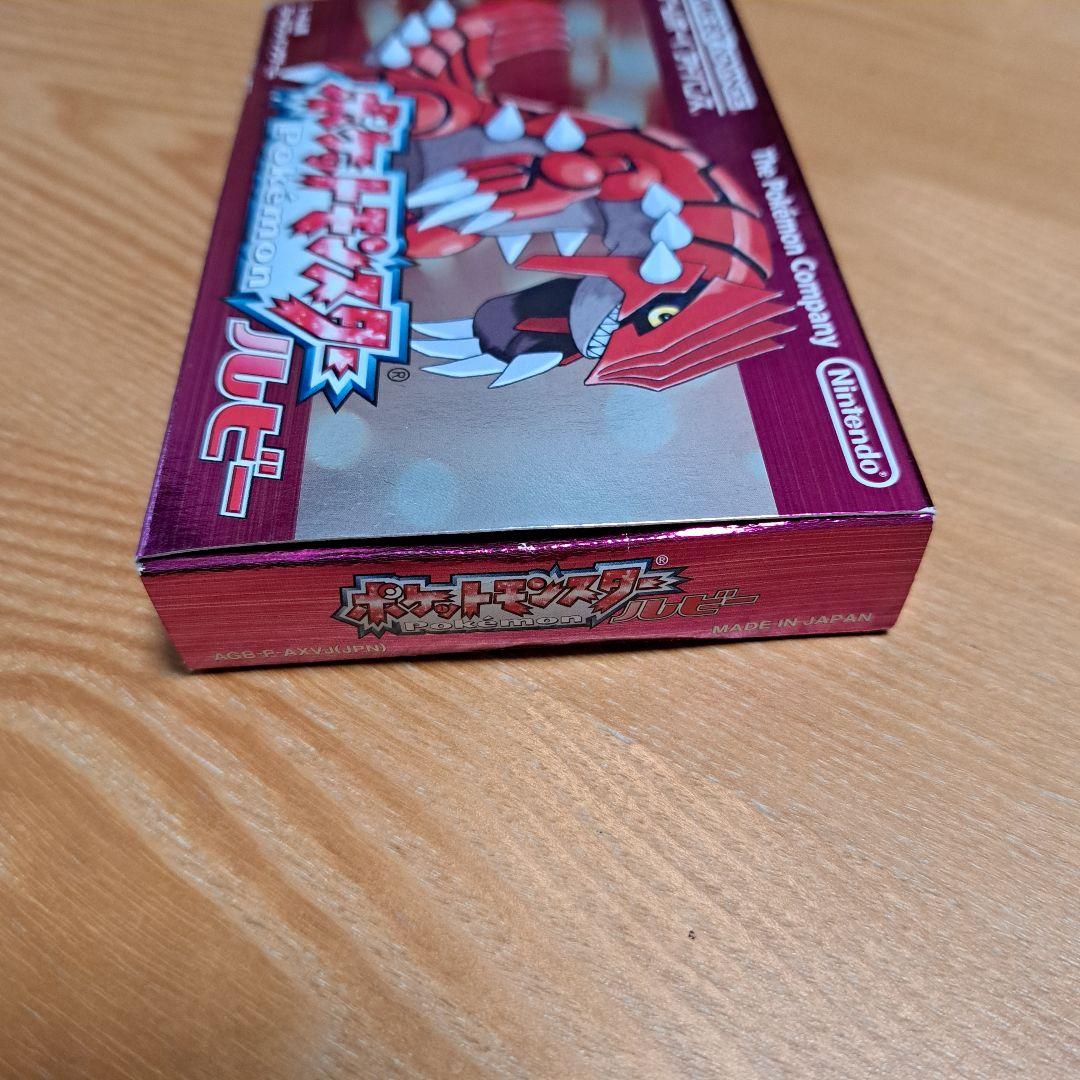 ポケットモンスター®
Pokémon
ルビー
The Pokémon Company
Nintendo®
ポケットモンスター®
Pokémon
ルビー
AGB-P-AXVJ(JPN)
MADE IN JAPAN